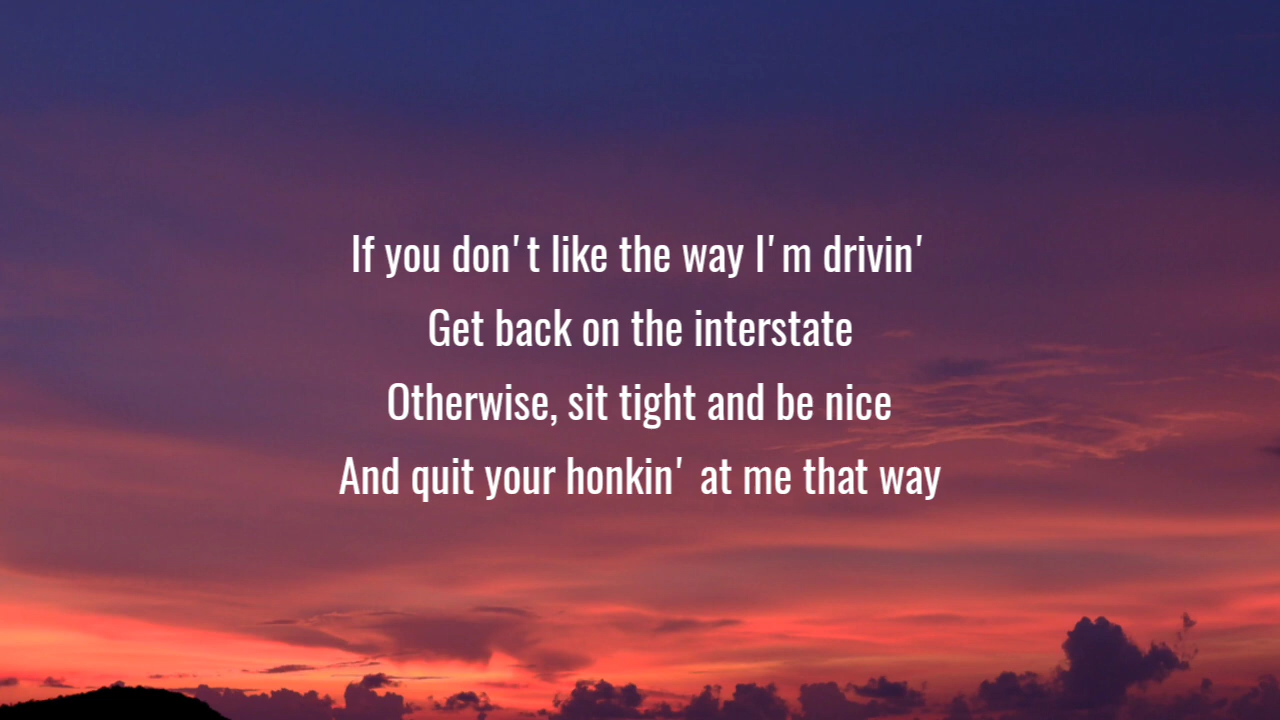 If you don't like the way I'm drivin'
Get back on the interstate
Otherwise, sit tight and be nice
And quit your honkin' at me that way